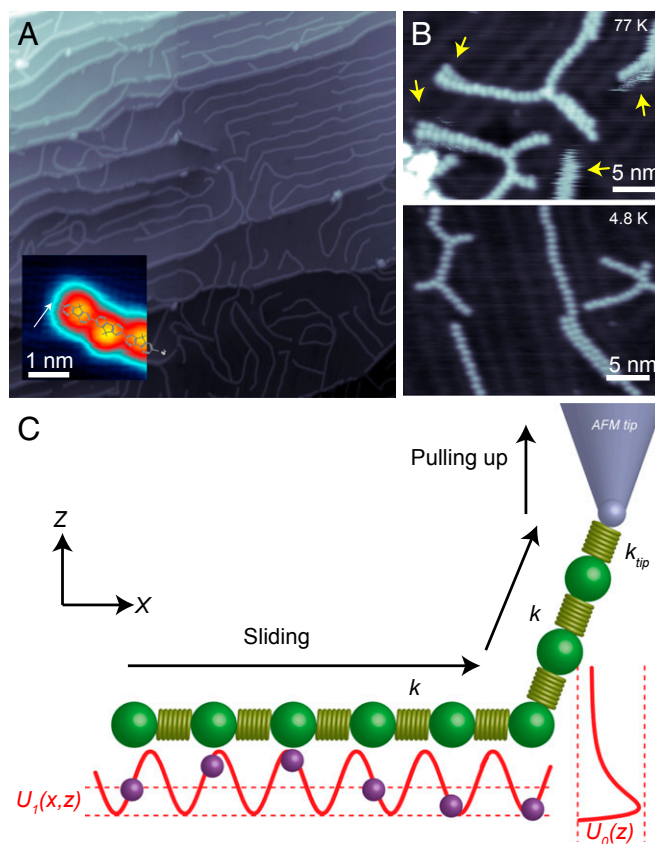 A
1 nm
B
77 K
5 nm
4.8 K
5 nm
C
AFM tip
Pulling up
Z
X
k_tip
k
Sliding
k
U_1(x,z)
U_0(z)